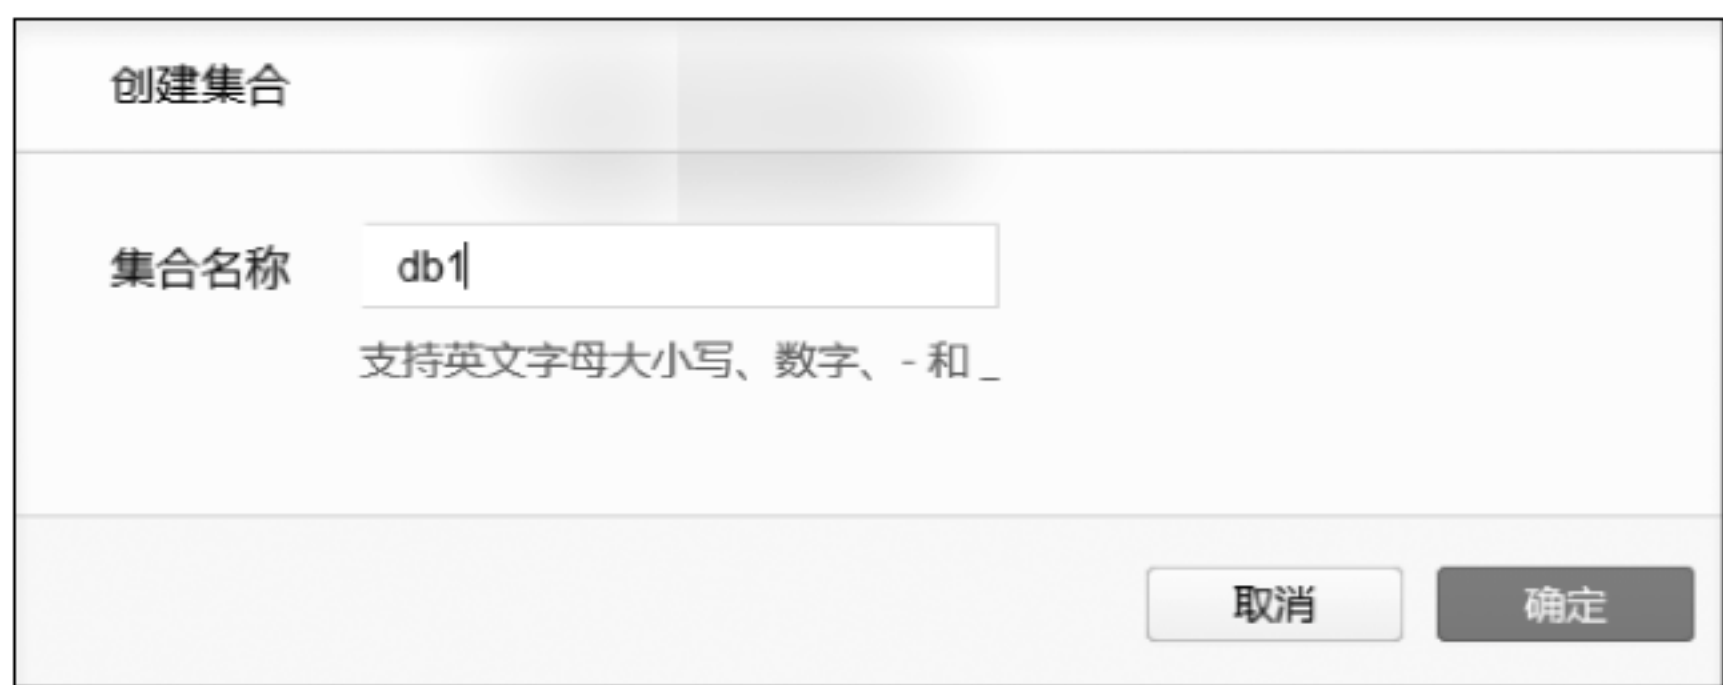 创建集合
集合名称 db1
支持英文字母大小写、数字、- 和 _
取消 确定